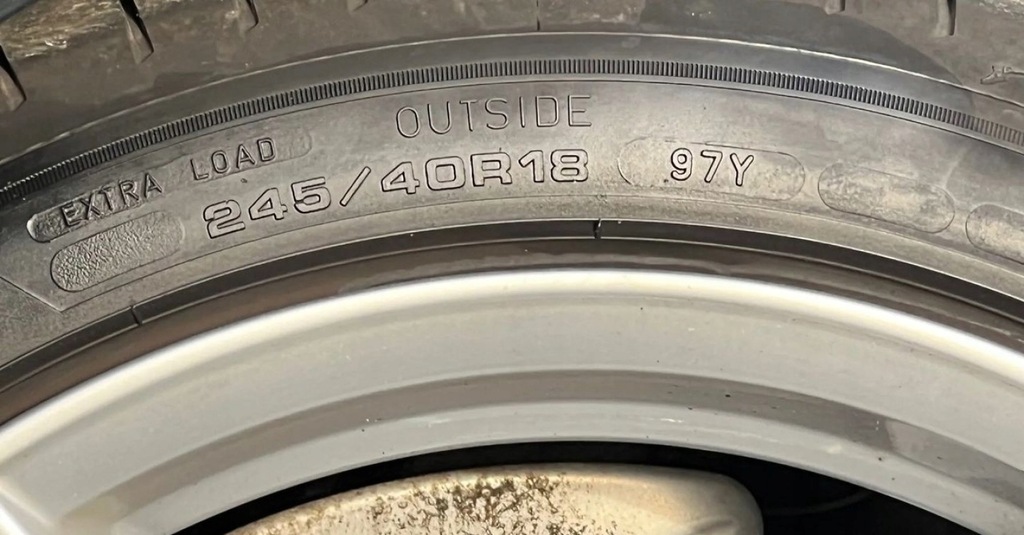 OUTSIDE
EXTRA LOAD
245/40R18 97Y